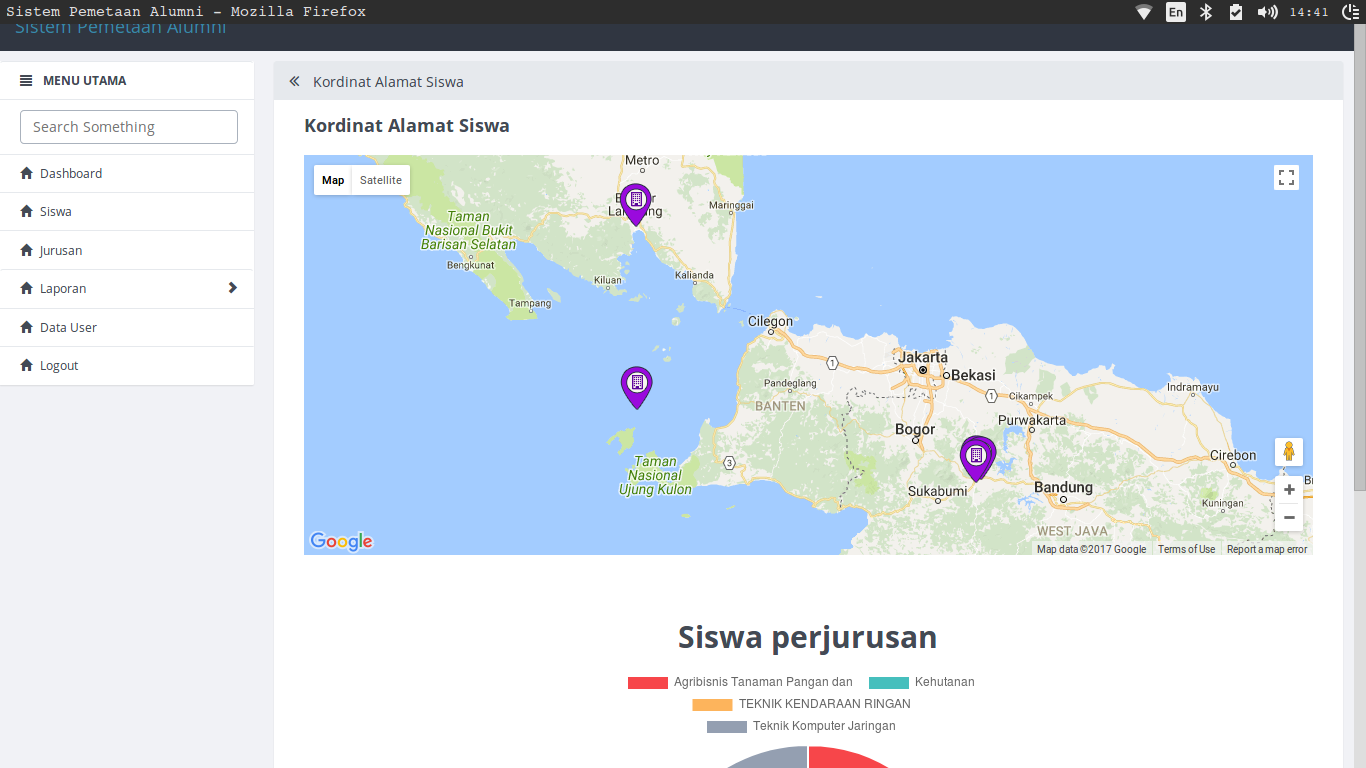 Sistem Pemetaan Alumni - Mozilla Firefox
En
14:41
Sistem Pemetaan Alumni
MENU UTAMA
Search Something
Dashboard
Siswa
Jurusan
Laporan
Data User
Logout
Kordinat Alamat Siswa
Kordinat Alamat Siswa
Map Satellite
Metro
Maringgai
Taman
Nasional Bukit
Barisan Selatan
Bengkunat
Kiluan
Kalianda
Tampang
Cilegon
1
Jakarta
Bekasi
Pandeglang
BANTEN
1
Cikampek
Indramayu
Purwakarta
Bogor
Cirebon
3
Taman
Nasional
Ujung Kulon
Sukabumi
Bandung
Kuningan
WEST JAVA
Google
Map data ©2017 Google Terms of Use Report a map error
Siswa perjurusan
Agribisnis Tanaman Pangan dan Kehutanan
TEKNIK KENDARAAN RINGAN
Teknik Komputer Jaringan